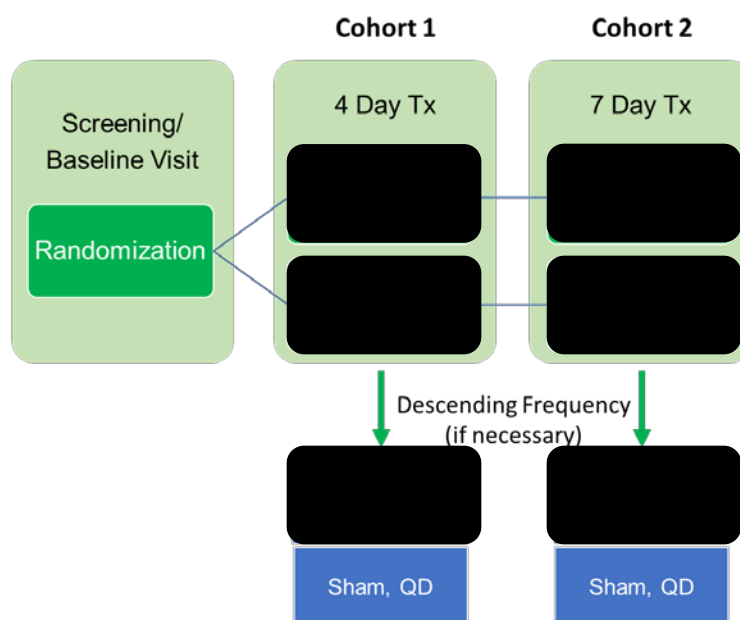 Cohort 1
Cohort 2
Screening/
Baseline Visit
Randomization
4 Day Tx
7 Day Tx
Descending Frequency
(if necessary)
Sham, QD
Sham, QD